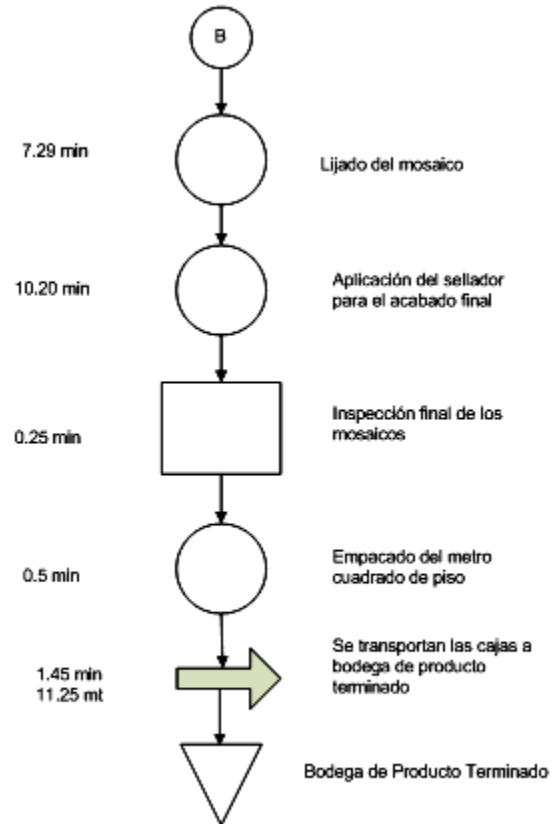 B
7.29 min
Lijado del mosaico
10.20 min
Aplicación del sellador
para el acabado final
0.25 min
Inspección final de los
mosaicos
0.5 min
Empacado del metro
cuadrado de piso
1.45 min
11.25 mt
Se transportan las cajas a
bodega de producto
terminado
Bodega de Producto Terminado